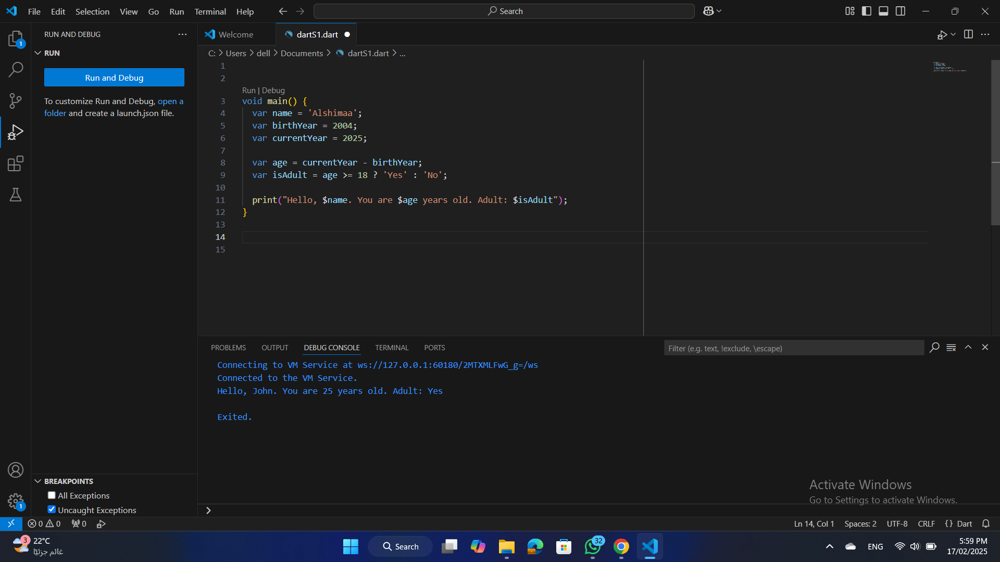 File Edit Selection View Go Run Terminal Help
Search
RUN AND DEBUG
Welcome
dartS1.dart
1
RUN
C: > Users > dell > Documents > dartS1.dart > ...
Run and Debug
To customize Run and Debug, open a
folder and create a launch.json file.
1
2
Run | Debug
3 void main() {
4 var name = 'Alshimaa';
5 var birthYear = 2004;
6 var currentYear = 2025;
7
8 var age = currentYear - birthYear;
9 var isAdult = age >= 18 ? 'Yes' : 'No';
10
11 print("Hello, $name. You are $age years old. Adult: $isAdult");
12 }
13
14
15
PROBLEMS OUTPUT DEBUG CONSOLE TERMINAL PORTS
Filter (e.g. text, !exclude, \escape)
Connecting to VM Service at ws://127.0.0.1:60180/2MTXMLFwG_g=/ws
Connected to the VM Service.
Hello, John. You are 25 years old. Adult: Yes
Exited.
BREAKPOINTS
All Exceptions
Uncaught Exceptions
1
Activate Windows
Go to Settings to activate Windows.
>
0 0 0
Ln 14, Col 1 Spaces: 2 UTF-8 CRLF {} Dart
3
22°C
غائم جزئيًا
Search
32
ENG
5:59 PM
17/02/2025